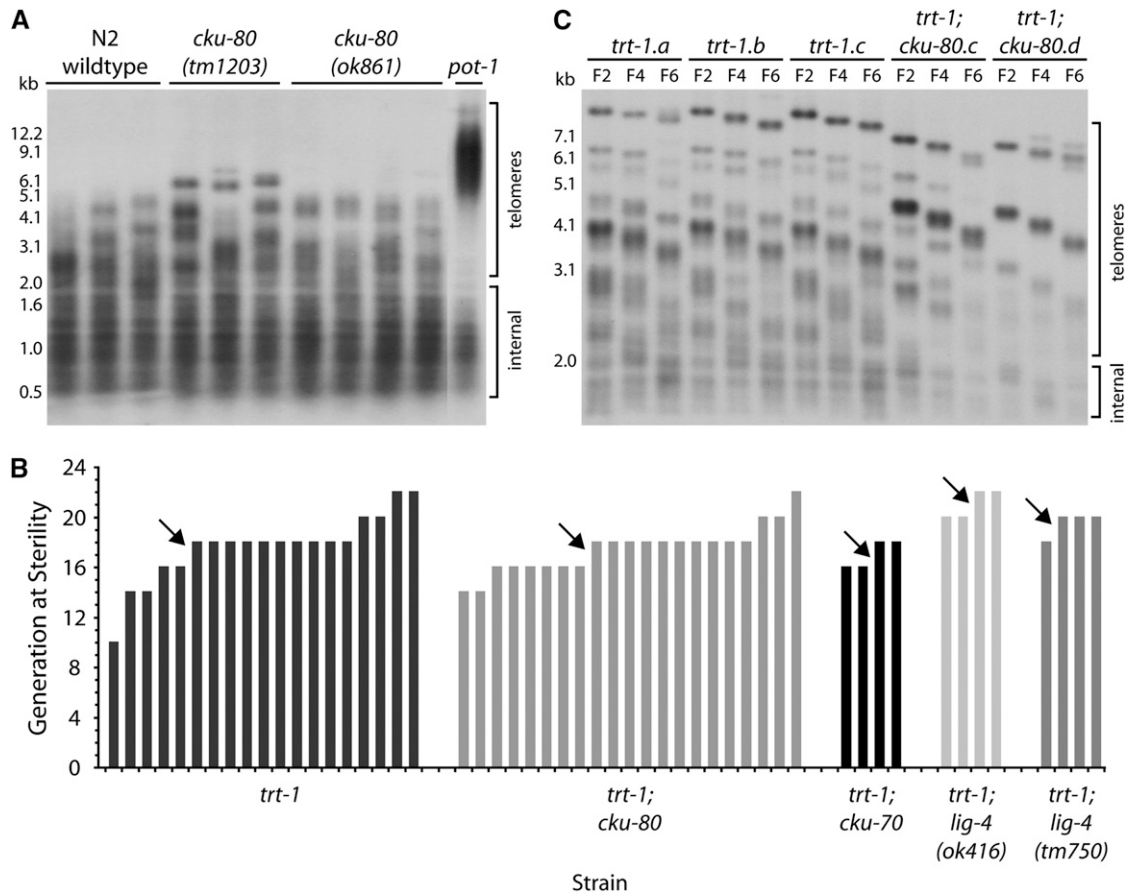 A
N2
wildtype
cku-80
(tm1203)
cku-80
(ok861)
pot-1
kb
12.2
9.1
6.1
5.1
4.1
3.1
2.0
1.6
1.0
0.5
telomeres
internal
C
trt-1.a
trt-1.b
trt-1.c
trt-1;
cku-80.c
trt-1;
cku-80.d
kb
F2 F4 F6 F2 F4 F6 F2 F4 F6 F2 F4 F6 F2 F4 F6
7.1
6.1
5.1
4.1
3.1
2.0
telomeres
internal
B
Generation at Sterility
24
20
16
12
8
4
0
trt-1
trt-1;
cku-80
trt-1;
cku-70
trt-1;
lig-4
(ok416)
trt-1;
lig-4
(tm750)
Strain